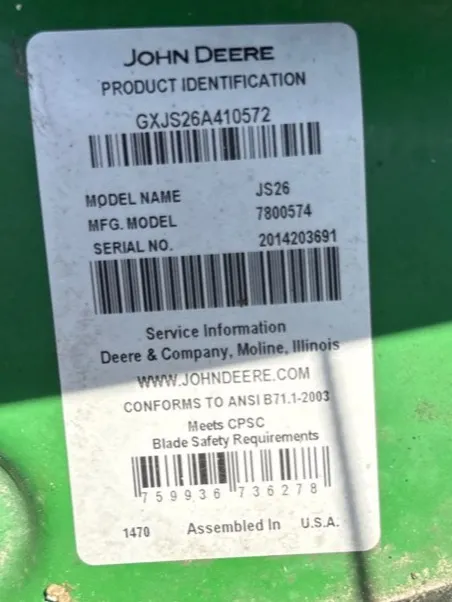 JOHN DEERE
PRODUCT IDENTIFICATION
GXJS26A410572
MODEL NAME JS26
MFG. MODEL 7800574
SERIAL NO. 2014203691
Service Information
Deere & Company, Moline, Illinois
WWW.JOHNDEERE.COM
CONFORMS TO ANSI B71.1-2003
Meets CPSC
Blade Safety Requirements
7 59936 736278
1470 Assembled In U.S.A.